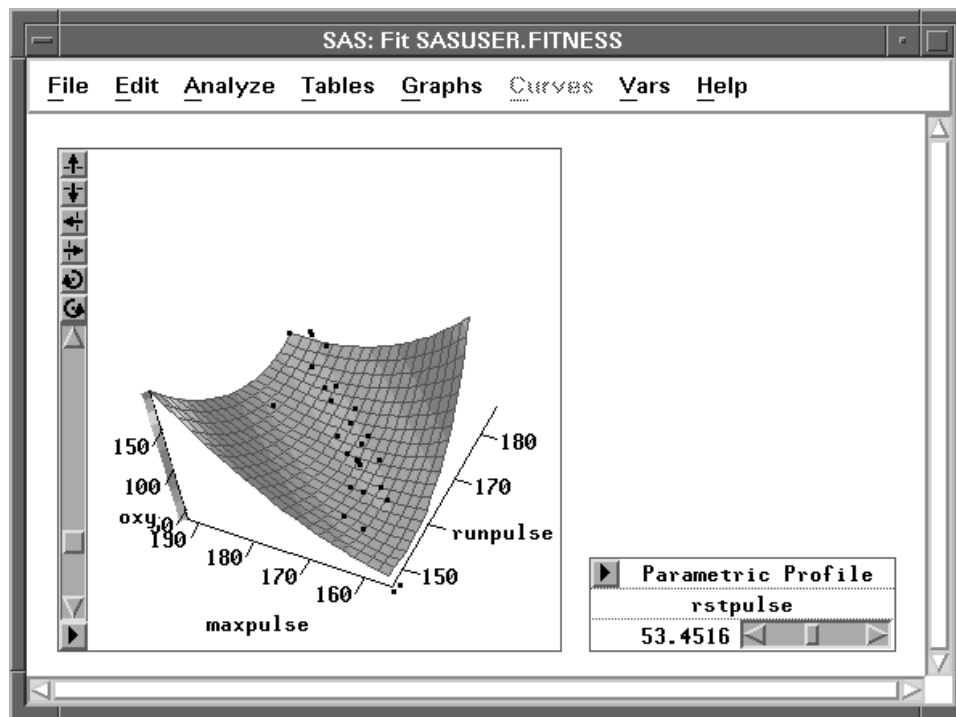 SAS: Fit SASUSER.FITNESS
File Edit Analyze Tables Graphs Curves Vars Help
180
150
170
100
oxy
runpulse
190
180
170
160
150
maxpulse
Parametric Profile
rstpulse
53.4516